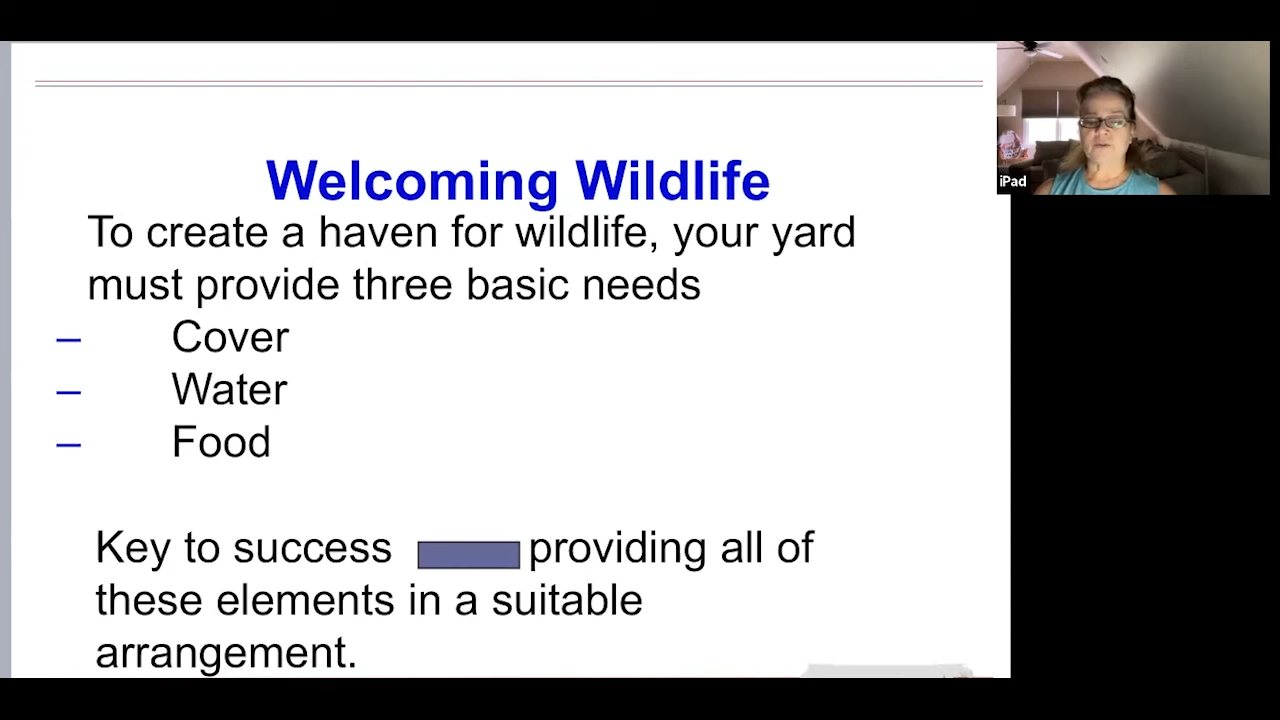 Welcoming Wildlife
To create a haven for wildlife, your yard
must provide three basic needs
– Cover
– Water
– Food
Key to success providing all of
these elements in a suitable
arrangement.
iPad